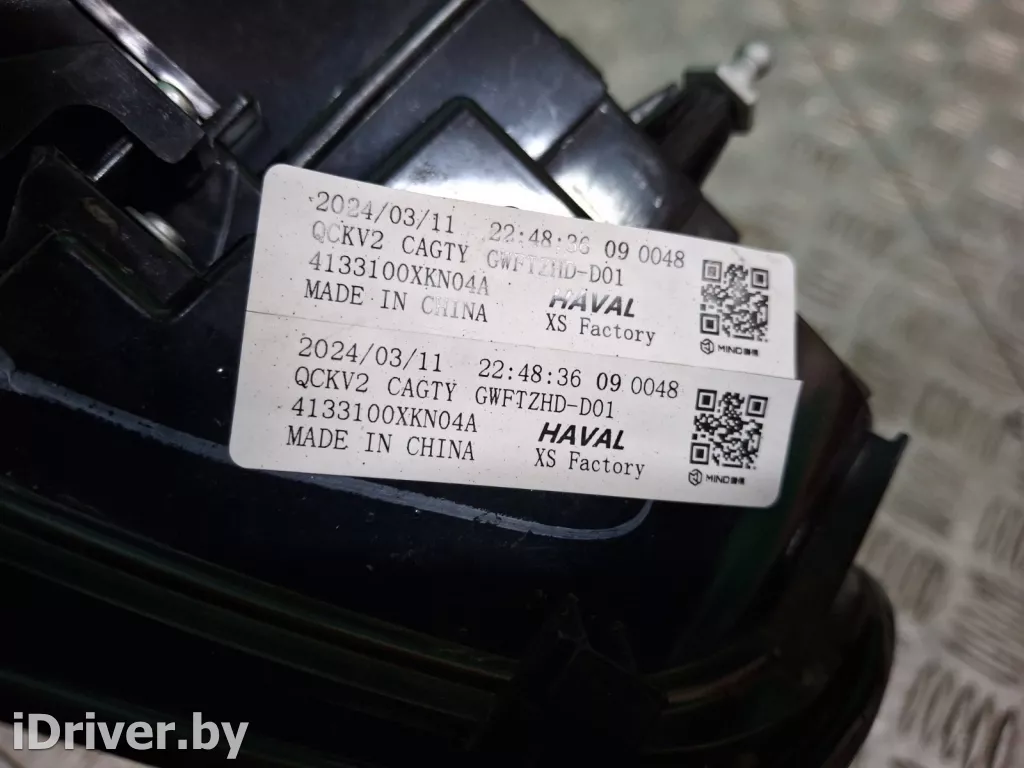 2024/03/11 22:48:36 09 0048
QCKV2 CAGTY GWFTZHD-D01
4133100XKN04A HAVAL
MADE IN CHINA XS Factory
MIND
2024/03/11 22:48:36 09 0048
QCKV2 CAGTY GWFTZHD-D01
4133100XKN04A HAVAL
MADE IN CHINA XS Factory
MIND
iDriver.by